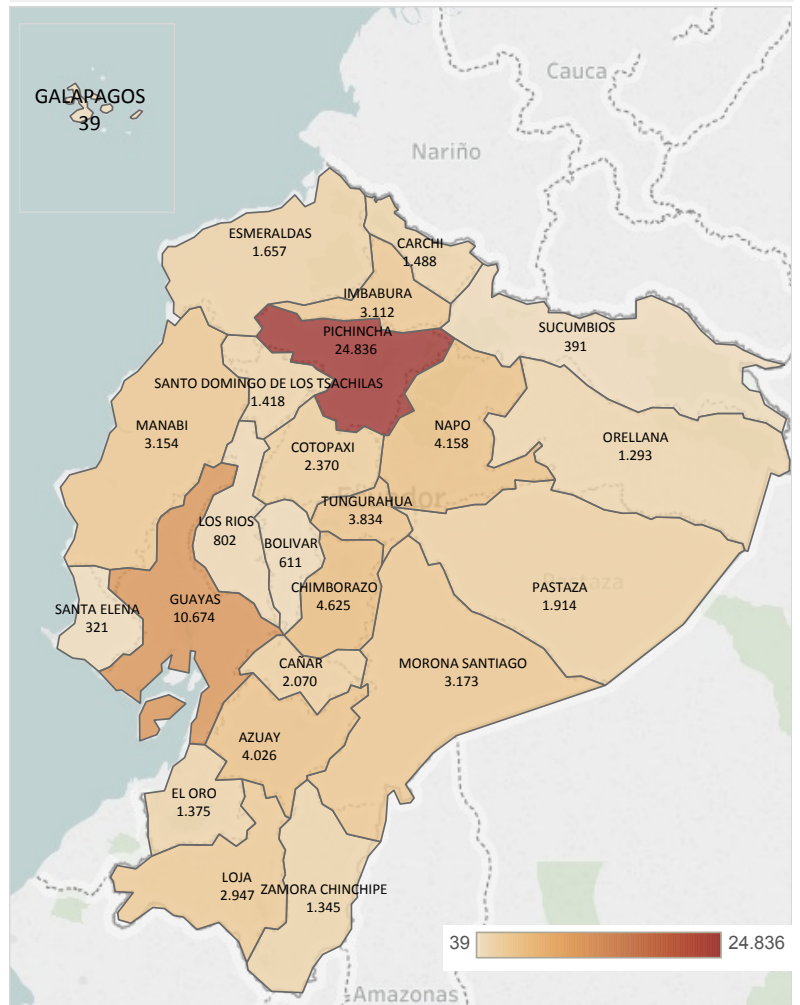 Cauca
GALAPAGOS
39
Nariño
ESMERALDAS
1.657
CARCHI
1.488
IMBABURA
3.112
PICHINCHA
24.836
SUCUMBIOS
391
SANTO DOMINGO DE LOS TSACHILAS
1.418
MANABI
3.154
NAPO
4.158
ORELLANA
1.293
COTOPAXI
2.370
Ecuador
TUNGURAHUA
3.834
LOS RIOS
802
BOLIVAR
611
CHIMBORAZO
4.625
Pastaza
PASTAZA
1.914
SANTA ELENA
321
GUAYAS
10.674
CAÑAR
2.070
MORONA SANTIAGO
3.173
AZUAY
4.026
EL ORO
1.375
LOJA
2.947
ZAMORA CHINCHIPE
1.345
39
24.836
Amazonas